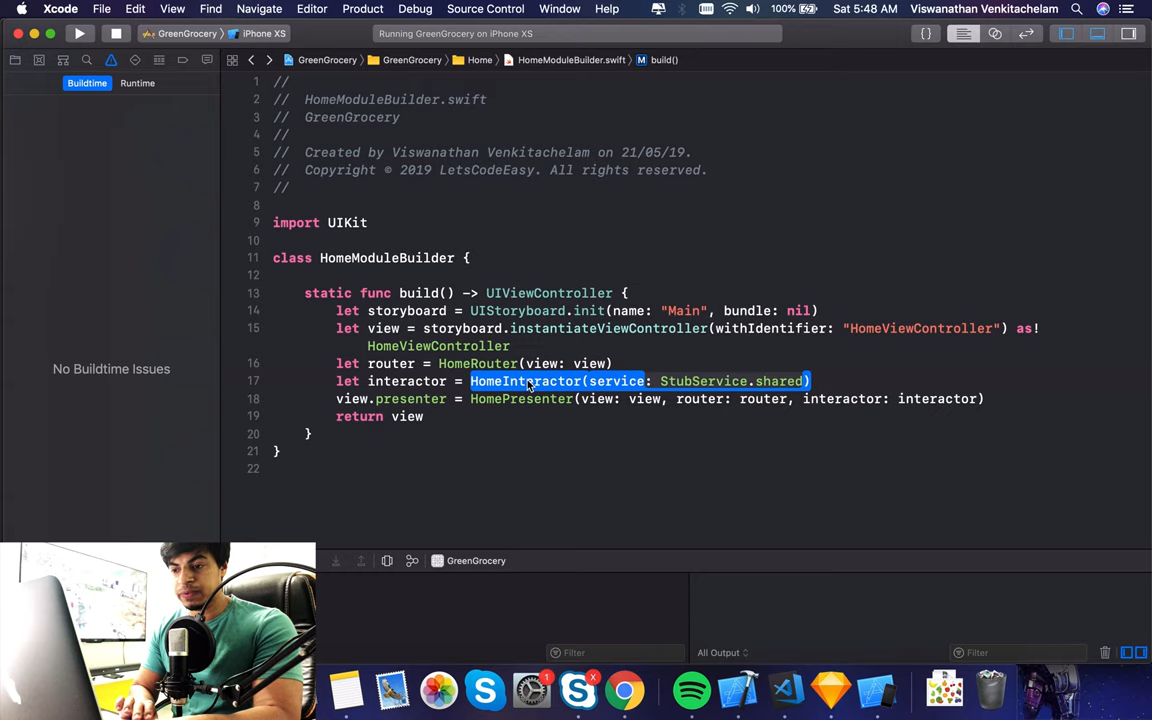 Xcode File Edit View Find Navigate Editor Product Debug Source Control Window Help 100% Sat 5:48 AM Viswanathan Venkitachelam
GreenGrocery iPhone XS Running GreenGrocery on iPhone XS
GreenGrocery GreenGrocery Home HomeModuleBuilder.swift M build()
Buildtime Runtime
No Buildtime Issues
1 //
2 // HomeModuleBuilder.swift
3 // GreenGrocery
4 //
5 // Created by Viswanathan Venkitachelam on 21/05/19.
6 // Copyright © 2019 LetsCodeEasy. All rights reserved.
7 //
8
9 import UIKit
10
11 class HomeModuleBuilder {
12
13 static func build() -> UIViewController {
14 let storyboard = UIStoryboard.init(name: "Main", bundle: nil)
15 let view = storyboard.instantiateViewController(withIdentifier: "HomeViewController") as!
HomeViewController
16 let router = HomeRouter(view: view)
17 let interactor = HomeInteractor(service: StubService.shared)
18 view.presenter = HomePresenter(view: view, router: router, interactor: interactor)
19 return view
20 }
21 }
22
GreenGrocery
Filter All Output Filter
1 X